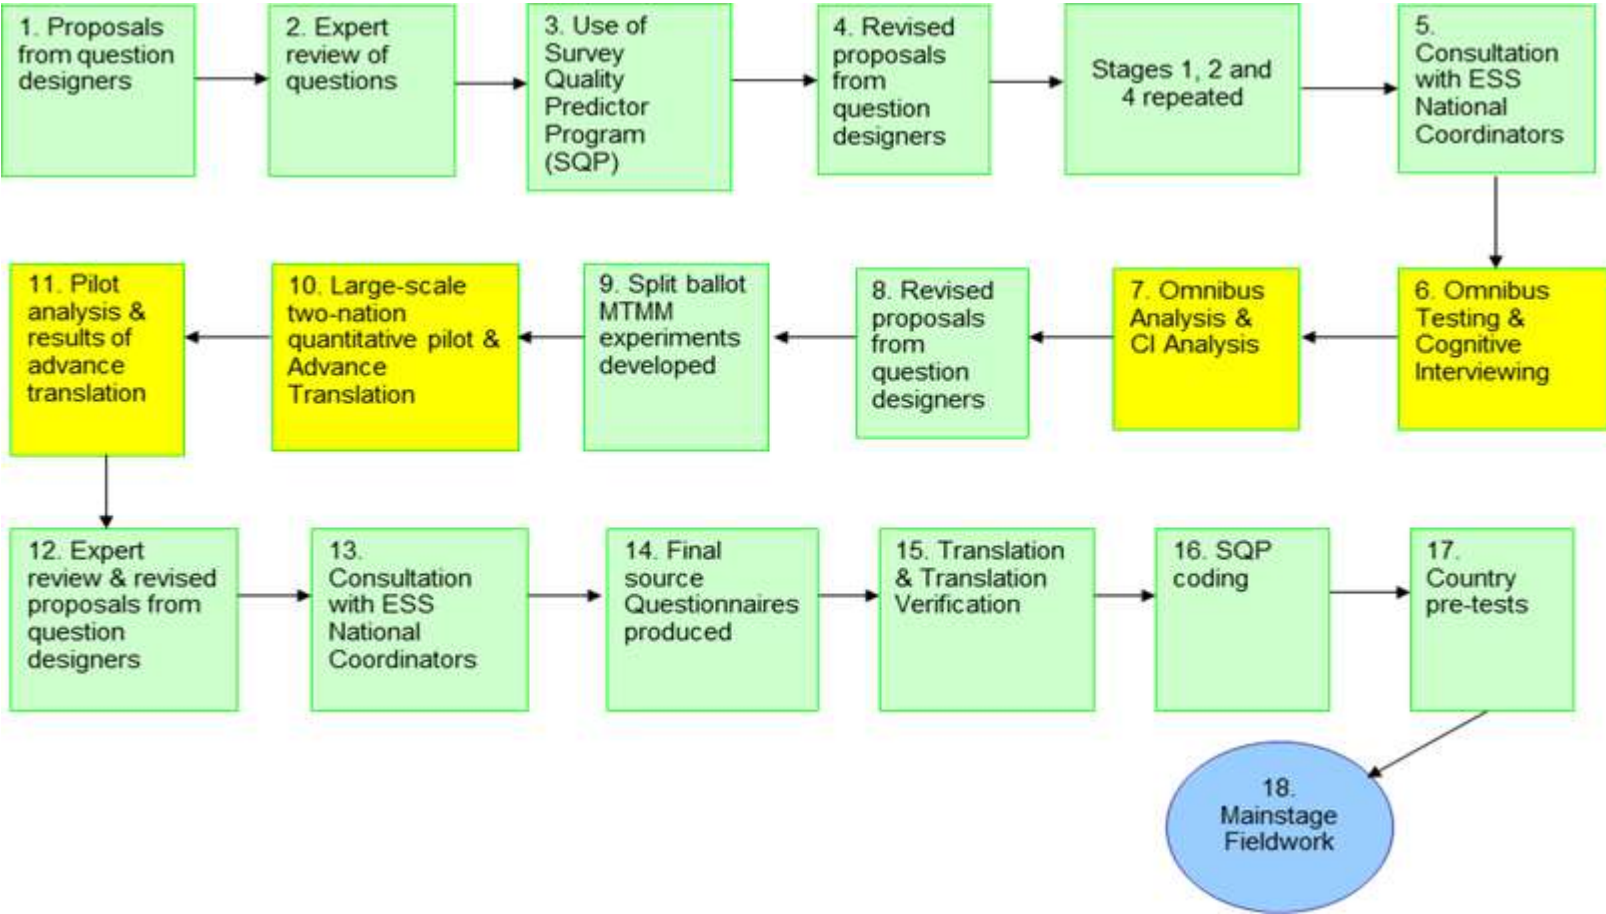 1. Proposals
from question
designers
2. Expert
review of
questions
3. Use of
Survey
Quality
Predictor
Program
(SQP)
4. Revised
proposals
from
question
designers
Stages 1, 2 and
4 repeated
5.
Consultation
with ESS
National
Coordinators
6. Omnibus
Testing &
Cognitive
Interviewing
7. Omnibus
Analysis &
CI Analysis
8. Revised
proposals
from
question
designers
9. Split ballot
MTMM
experiments
developed
10. Large-scale
two-nation
quantitative pilot &
Advance
Translation
11. Pilot
analysis &
results of
advance
translation
12. Expert
review & revised
proposals from
question
designers
13.
Consultation
with ESS
National
Coordinators
14. Final
source
Questionnaires
produced
15. Translation
& Translation
Verification
16. SQP
coding
17.
Country
pre-tests
18.
Mainstage
Fieldwork